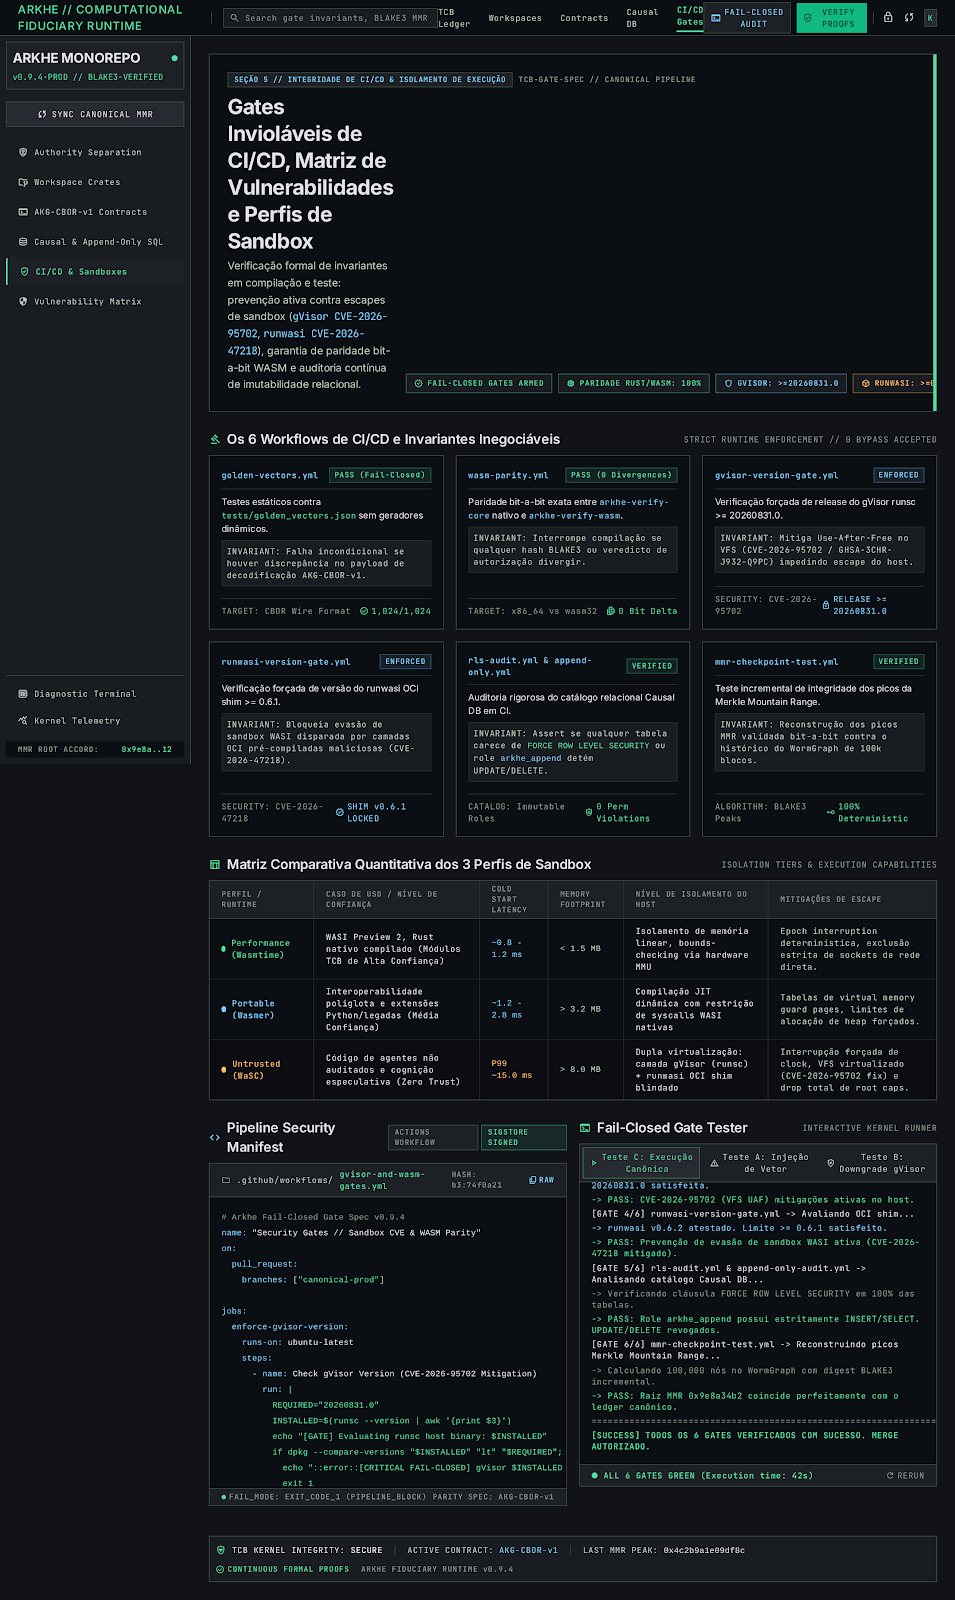 ARKHE // COMPUTATIONAL
FIDUCIARY RUNTIME
Search gate invariants, BLAKE3 MMR
TCB
Ledger
Workspaces
Contracts
Causal
DB
CI/CD
Gates
FAIL-CLOSED
AUDIT
VERIFY
PROOFS
K
ARKHE MONOREPO
v0.9.4-PROD // BLAKE3-VERIFIED
SYNC CANONICAL MMR
Authority Separation
Workspace Crates
AKG-CBOR-v1 Contracts
Causal & Append-Only SQL
CI/CD & Sandboxes
Vulnerability Matrix
Diagnostic Terminal
Kernel Telemetry
MMR ROOT ACCORD: 0x9e8a..12
SEÇÃO 5 // INTEGRIDADE DE CI/CD & ISOLAMENTO DE EXECUÇÃO
TCB-GATE-SPEC // CANONICAL PIPELINE
Gates
Invioláveis de
CI/CD, Matriz de
Vulnerabilidades
e Perfis de
Sandbox
Verificação formal de invariantes
em compilação e teste:
prevenção ativa contra escapes
de sandbox (gVisor CVE-2026-
95702, runwasi CVE-2026-
47218), garantia de paridade bit-
a-bit WASM e auditoria contínua
de imutabilidade relacional.
FAIL-CLOSED GATES ARMED
PARIDADE RUST/WASM: 100%
GVISOR: >=20260831.0
RUNWASI: >=0
Os 6 Workflows de CI/CD e Invariantes Inegociáveis
STRICT RUNTIME ENFORCEMENT // 0 BYPASS ACCEPTED
golden-vectors.yml
PASS (Fail-Closed)
Testes estáticos contra
tests/golden_vectors.json sem geradores
dinâmicos.
INVARIANT: Falha incondicional se
houver discrepância no payload de
decodificação AKG-CBOR-v1.
TARGET: CBOR Wire Format
1,024/1,024
wasm-parity.yml
PASS (0 Divergences)
Paridade bit-a-bit exata entre arkhe-verify-
core nativo e arkhe-verify-wasm.
INVARIANT: Interrompe compilação se
qualquer hash BLAKE3 ou veredicto de
autorização divergir.
TARGET: x86_64 vs wasm32
0 Bit Delta
gvisor-version-gate.yml
ENFORCED
Verificação forçada de release do gVisor runsc
>= 20260831.0.
INVARIANT: Mitiga Use-After-Free no
VFS (CVE-2026-95702 / GHSA-3CHR-
J932-Q9PC) impedindo escape do host.
SECURITY: CVE-2026-
95702
RELEASE >=
20260831.0
runwasi-version-gate.yml
ENFORCED
Verificação forçada de versão do runwasi OCI
shim >= 0.6.1.
INVARIANT: Bloqueia evasão de
sandbox WASI disparada por camadas
OCI pré-compiladas maliciosas (CVE-
2026-47218).
SECURITY: CVE-2026-
47218
SHIM v0.6.1
LOCKED
rls-audit.yml & append-
only.yml
VERIFIED
Auditoria rigorosa do catálogo relacional Causal
DB em CI.
INVARIANT: Assert se qualquer tabela
carece de FORCE ROW LEVEL SECURITY ou
role arkhe_append detém
UPDATE/DELETE.
CATALOG: Immutable
Roles
0 Perm
Violations
mmr-checkpoint-test.yml
VERIFIED
Teste incremental de integridade dos picos da
Merkle Mountain Range.
INVARIANT: Reconstrução dos picos
MMR validada bit-a-bit contra o
histórico do WormGraph de 100k
blocos.
ALGORITHM: BLAKE3
Peaks
100%
Deterministic
Matriz Comparativa Quantitativa dos 3 Perfis de Sandbox
ISOLATION TIERS & EXECUTION CAPABILITIES
PERFIL /
RUNTIME
CASO DE USO / NÍVEL DE
CONFIANÇA
COLD
START
LATENCY
MEMORY
FOOTPRINT
NÍVEL DE ISOLAMENTO DO
HOST
MITIGAÇÕES DE ESCAPE
Performance
(Wasmtime)
WASI Preview 2, Rust
nativo compilado (Módulos
TCB de Alta Confiança)
~0.8 -
1.2 ms
< 1.5 MB
Isolamento de memória
linear, bounds-
checking via hardware
MMU
Epoch interruption
determinística, exclusão
estrita de sockets de rede
direta.
Portable
(Wasmer)
Interoperabilidade
poliglota e extensões
Python/legadas (Média
Confiança)
~1.2 -
2.8 ms
> 3.2 MB
Compilação JIT
dinâmica com restrição
de syscalls WASI
nativas
Tabelas de virtual memory
guard pages, limites de
alocação de heap forçados.
Untrusted
(WaSC)
Código de agentes não
auditados e cognição
especulativa (Zero Trust)
P99
~15.0 ms
> 8.0 MB
Dupla virtualização:
camada gVisor (runsc)
+ runwasi OCI shim
blindado
Interrupção forçada de
clock, VFS virtualizado
(CVE-2026-95702 fix) e
drop total de root caps.
Pipeline Security
Manifest
ACTIONS
WORKFLOW
SIGSTORE
SIGNED
.github/workflows/
gvisor-and-wasm-
gates.yml
HASH:
b3:74f0a21
RAW
# Arkhe Fail-Closed Gate Spec v0.9.4
name: "Security Gates // Sandbox CVE & WASM Parity"
on:
pull_request:
branches: ["canonical-prod"]
jobs:
enforce-gvisor-version:
runs-on: ubuntu-latest
steps:
- name: Check gVisor Version (CVE-2026-95702 Mitigation)
run: |
REQUIRED="20260831.0"
INSTALLED=$(runsc --version | awk '{print $3}')
echo "[GATE] Evaluating runsc host binary: $INSTALLED"
if dpkg --compare-versions "$INSTALLED" "lt" "$REQUIRED";
echo "::error::[CRITICAL FAIL-CLOSED] gVisor $INSTALLED
exit 1
FAIL_MODE: EXIT_CODE_1 (PIPELINE_BLOCK) PARITY SPEC: AKG-CBOR-v1
Fail-Closed Gate Tester
INTERACTIVE KERNEL RUNNER
Teste C: Execução
Canônica
Teste A: Injeção
de Vetor
Teste B:
Downgrade gVisor
20260831.0 satisfeita.
-> PASS: CVE-2026-95702 (VFS UAF) mitigações ativas no host.
[GATE 4/6] runwasi-version-gate.yml -> Avaliando OCI shim...
-> runwasi v0.6.2 atestado. Limite >= 0.6.1 satisfeito.
-> PASS: Prevenção de evasão de sandbox WASI ativa (CVE-2026-
47218 mitigado).
[GATE 5/6] rls-audit.yml & append-only-audit.yml ->
Analisando catálogo Causal DB...
-> Verificando cláusula FORCE ROW LEVEL SECURITY em 100% das
tabelas.
-> PASS: Role arkhe_append possui estritamente INSERT/SELECT.
UPDATE/DELETE revogados.
[GATE 6/6] mmr-checkpoint-test.yml -> Reconstruindo picos
Merkle Mountain Range...
-> Calculando 100,000 nós no WormGraph com digest BLAKE3
incremental.
-> PASS: Raiz MMR 0x9e8a34b2 coincide perfeitamente com o
ledger canônico.
================================================================
[SUCCESS] TODOS OS 6 GATES VERIFICADOS COM SUCESSO. MERGE
AUTORIZADO.
ALL 6 GATES GREEN (Execution time: 42s)
RERUN
TCB KERNEL INTEGRITY: SECURE | ACTIVE CONTRACT: AKG-CBOR-v1 | LAST MMR PEAK: 0x4c2b9a1e09df8c
CONTINUOUS FORMAL PROOFS ARKHE FIDUCIARY RUNTIME v0.9.4